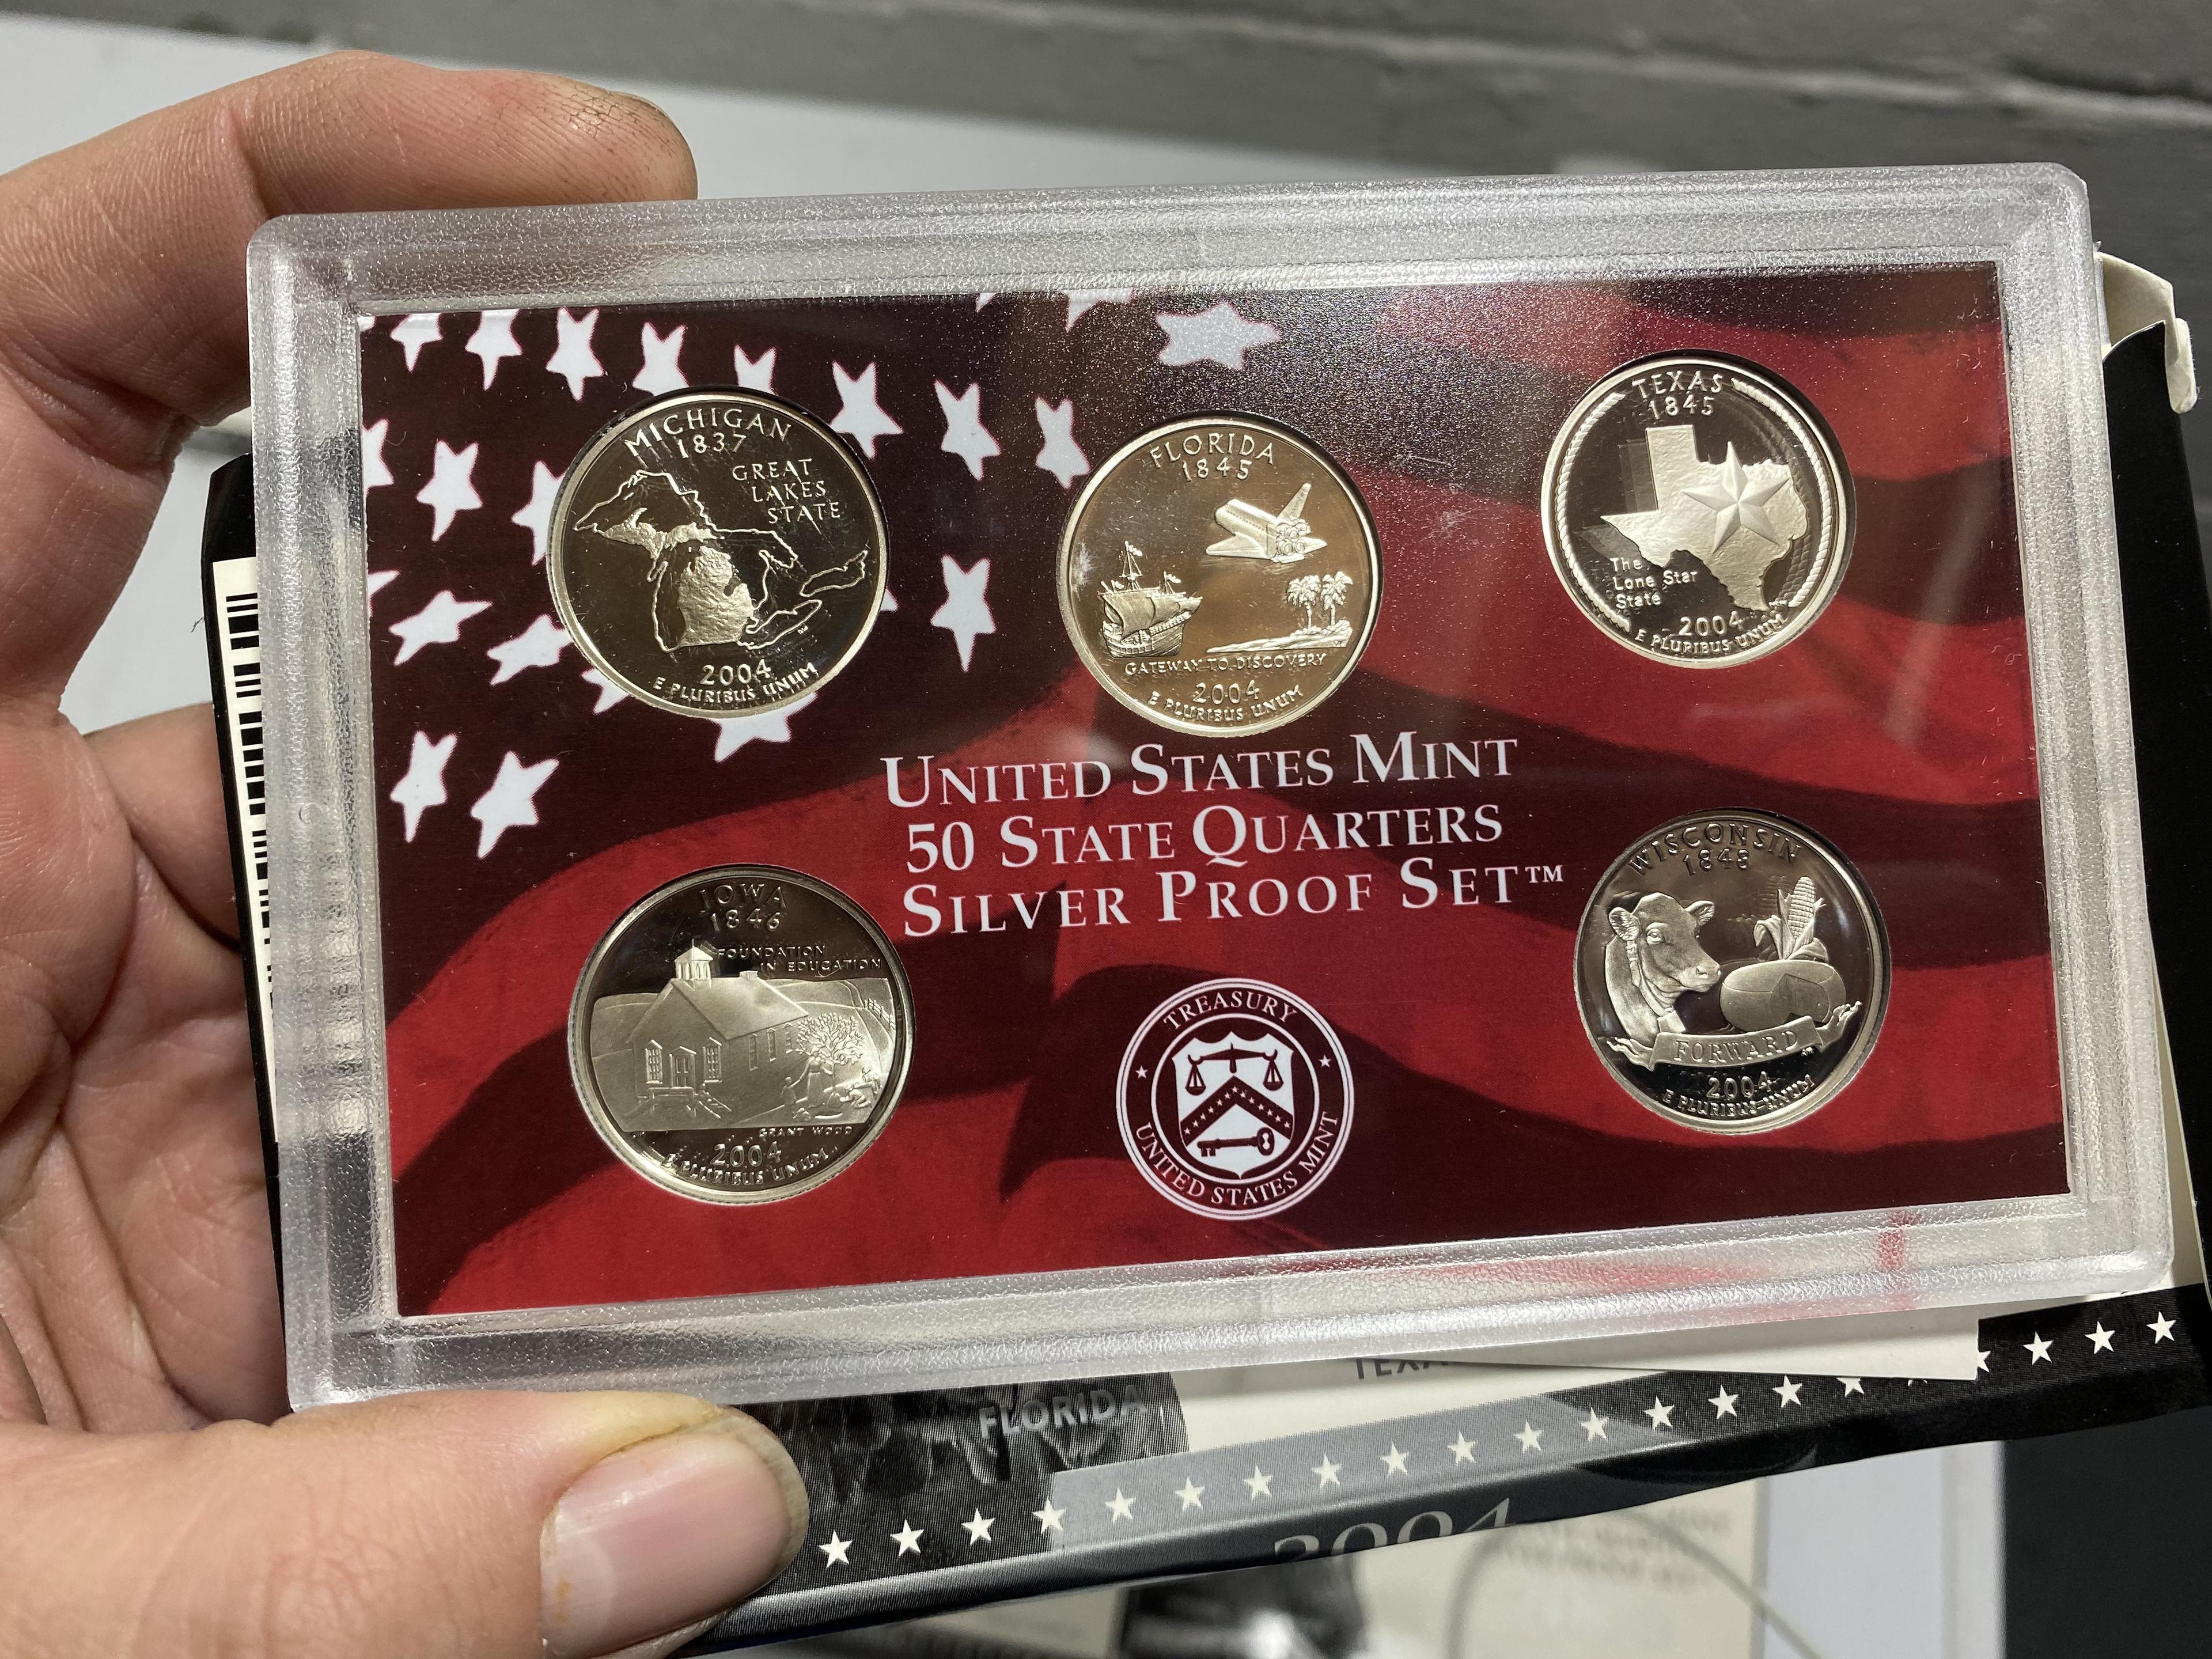 MICHIGAN
1837
GREAT
LAKES
STATE
2004
E PLURIBUS UNUM
FLORIDA
1845
GATEWAY TO DISCOVERY
2004
E PLURIBUS UNUM
TEXAS
1845
The
Lone Star
State
2004
E PLURIBUS UNUM
UNITED STATES MINT
50 STATE QUARTERS
SILVER PROOF SET™
IOWA
1846
FOUNDATION
IN EDUCATION
GRANT WOOD
2004
E PLURIBUS UNUM
TREASURY
UNITED STATES MINT
WISCONSIN
1848
FORWARD
2004
E PLURIBUS UNUM
FLORIDA
2004